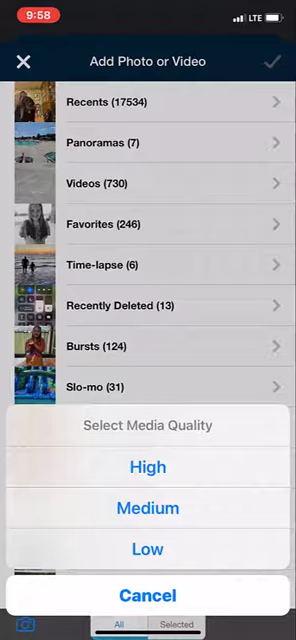 9:58
LTE
Add Photo or Video
Recents (17534)
Panoramas (7)
Videos (730)
Favorites (246)
Time-lapse (6)
Recently Deleted (13)
Bursts (124)
Slo-mo (31)
Select Media Quality
High
Medium
Low
Cancel
All Selected